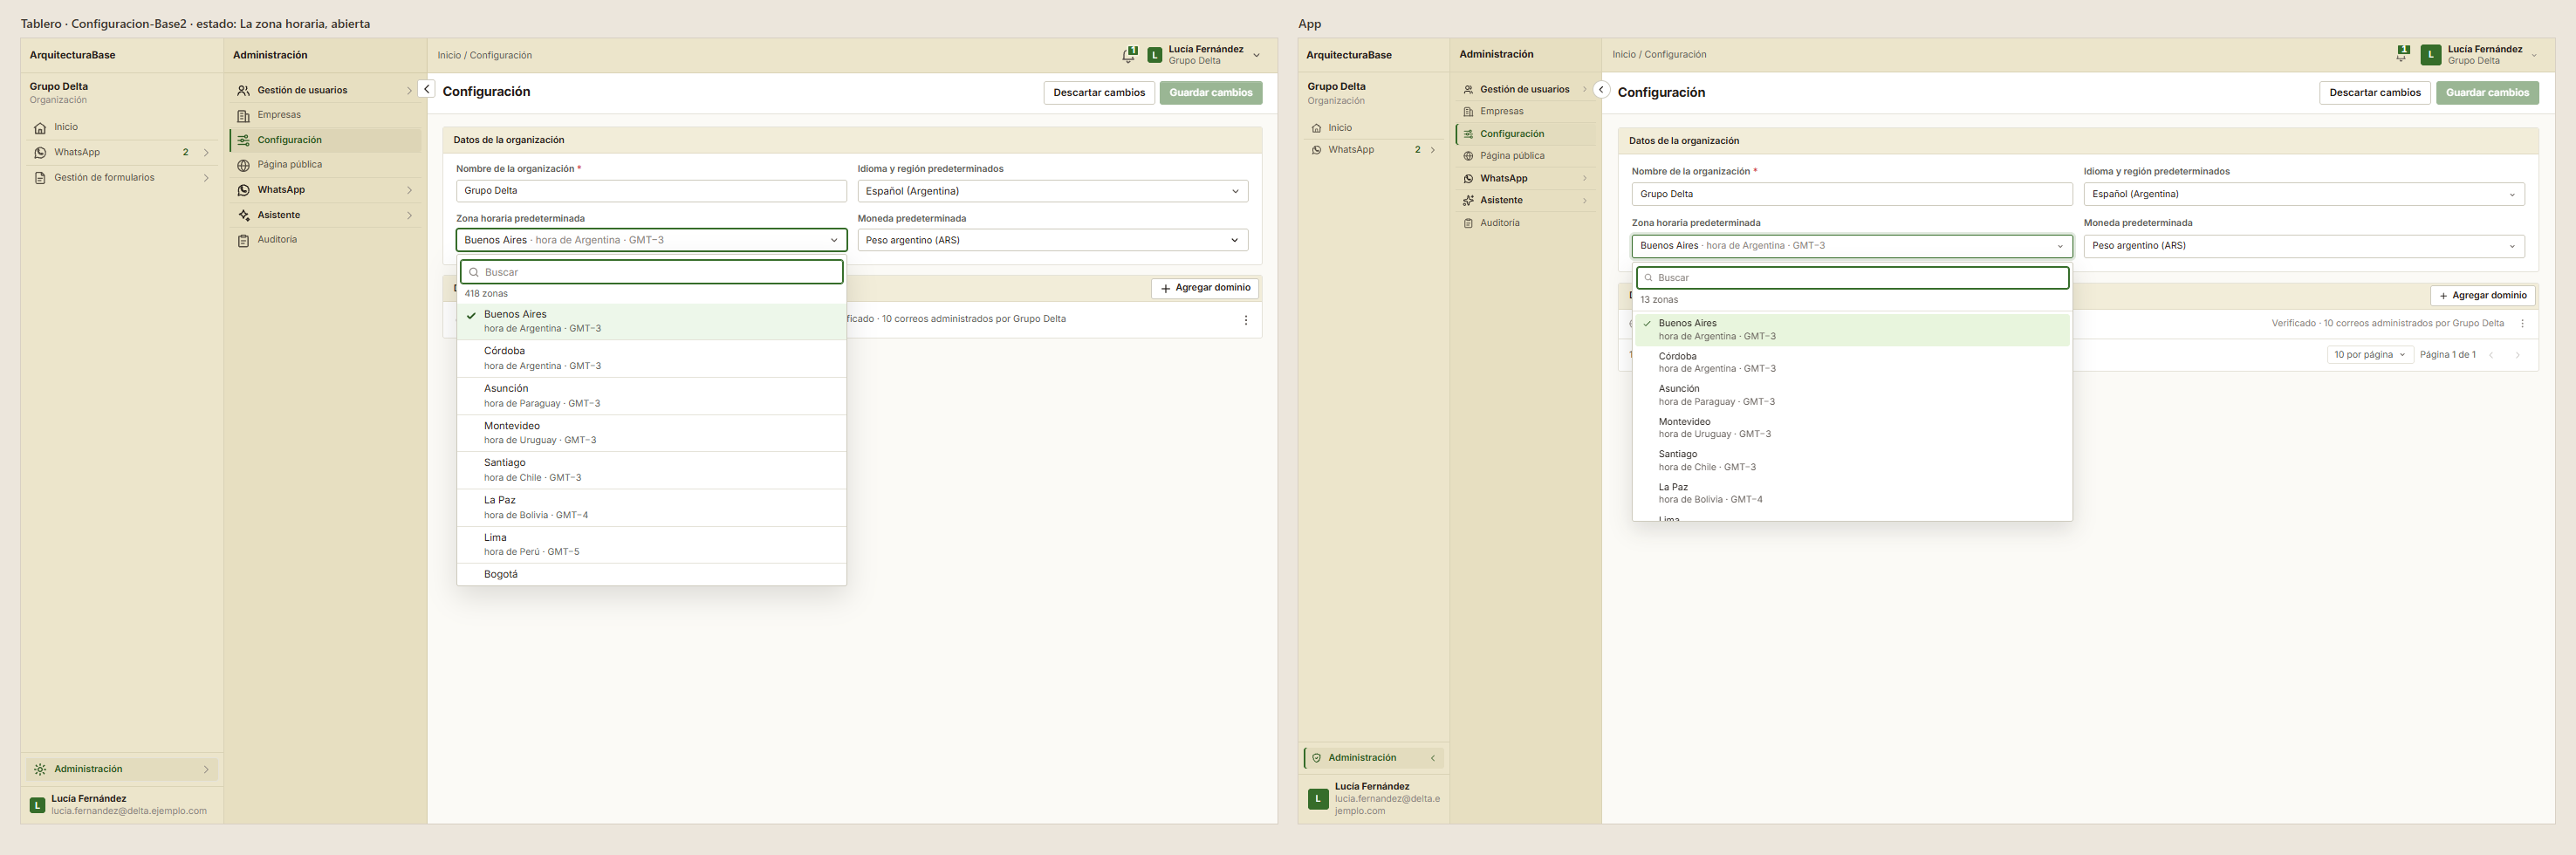 Tablero · Configuracion-Base2 · estado: La zona horaria, abierta
ArquitecturaBase
Grupo Delta
Organización
Inicio
WhatsApp 2
Gestión de formularios
Administración
Lucía Fernández
lucia.fernandez@delta.ejemplo.com
Administración
Gestión de usuarios
Empresas
Configuración
Página pública
WhatsApp
Asistente
Auditoría
Inicio / Configuración
1
L
Lucía Fernández
Grupo Delta
Configuración
Descartar cambios
Guardar cambios
Datos de la organización
Nombre de la organización *
Grupo Delta
Idioma y región predeterminados
Español (Argentina)
Zona horaria predeterminada
Buenos Aires · hora de Argentina · GMT−3
Moneda predeterminada
Peso argentino (ARS)
Buscar
418 zonas
Buenos Aires
hora de Argentina · GMT−3
Córdoba
hora de Argentina · GMT−3
Asunción
hora de Paraguay · GMT−3
Montevideo
hora de Uruguay · GMT−3
Santiago
hora de Chile · GMT−3
La Paz
hora de Bolivia · GMT−4
Lima
hora de Perú · GMT−5
Bogotá
Agregar dominio
ficado · 10 correos administrados por Grupo Delta
L
App
ArquitecturaBase
Grupo Delta
Organización
Inicio
WhatsApp 2
Administración
L
Lucía Fernández
lucia.fernandez@delta.e
jemplo.com
Administración
Gestión de usuarios
Empresas
Configuración
Página pública
WhatsApp
Asistente
Auditoría
Inicio / Configuración
1
L
Lucía Fernández
Grupo Delta
Configuración
Descartar cambios
Guardar cambios
Datos de la organización
Nombre de la organización *
Grupo Delta
Idioma y región predeterminados
Español (Argentina)
Zona horaria predeterminada
Buenos Aires · hora de Argentina · GMT−3
Moneda predeterminada
Peso argentino (ARS)
Buscar
13 zonas
Buenos Aires
hora de Argentina · GMT−3
Córdoba
hora de Argentina · GMT−3
Asunción
hora de Paraguay · GMT−3
Montevideo
hora de Uruguay · GMT−3
Santiago
hora de Chile · GMT−3
La Paz
hora de Bolivia · GMT−4
Lima
Agregar dominio
Verificado · 10 correos administrados por Grupo Delta
10 por página
Página 1 de 1